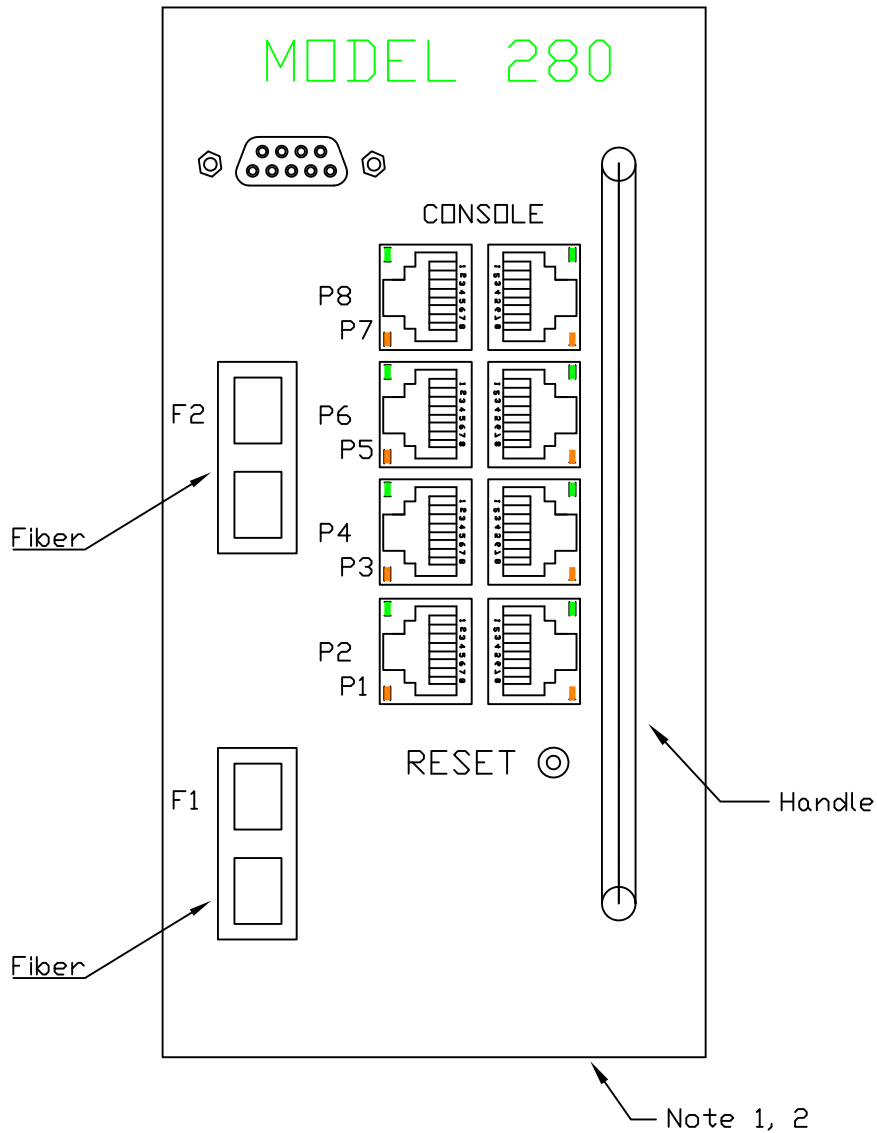 MODEL 280
CONSOLE
P8
P7
F2
P6
P5
Fiber
P4
P3
P2
P1
RESET
F1
Handle
Fiber
Note 1, 2